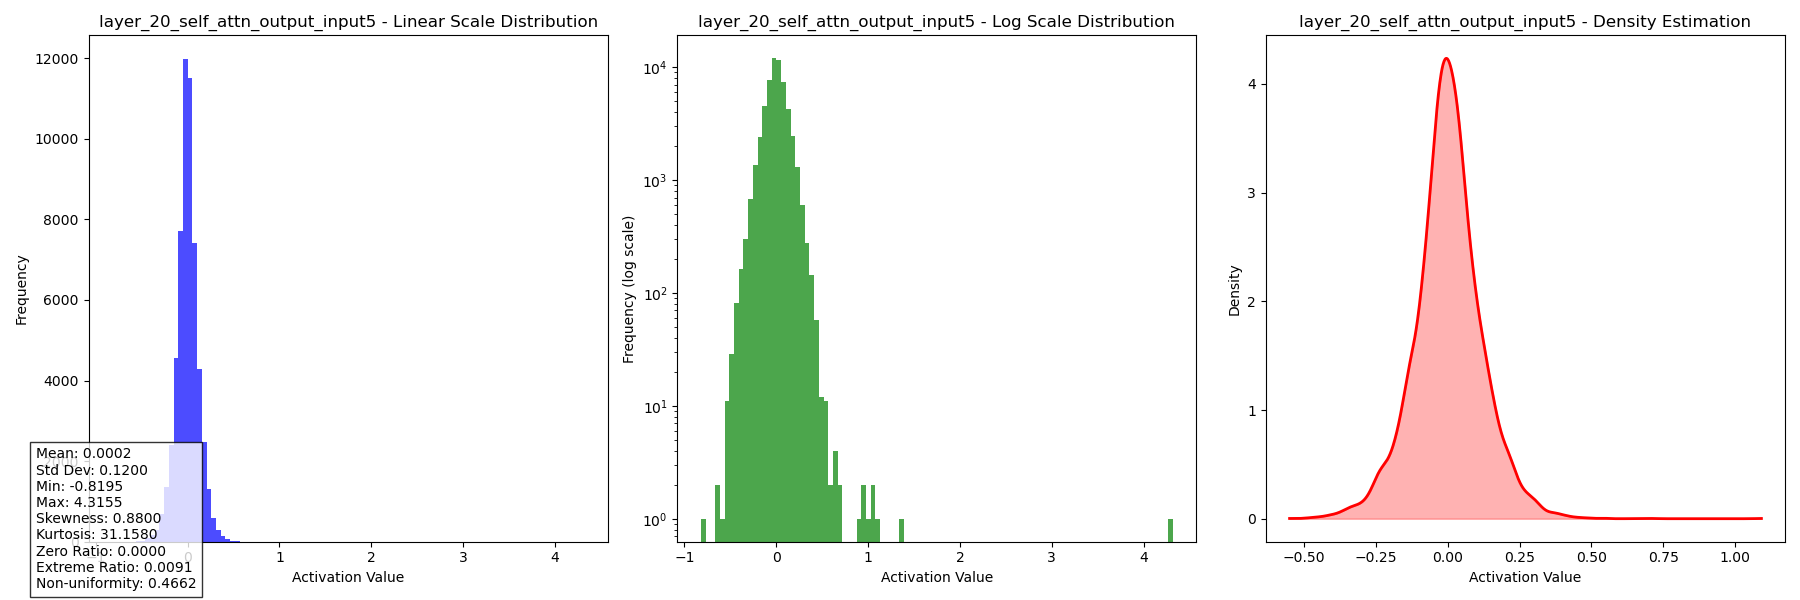 layer_20_self_attn_output_input5 - Linear Scale Distribution
12000
10000
8000
6000
4000
2000
0
Frequency
0
1
2
3
4
Activation Value
Mean: 0.0002
Std Dev: 0.1200
Min: -0.8195
Max: 4.3155
Skewness: 0.8800
Kurtosis: 31.1580
Zero Ratio: 0.0000
Extreme Ratio: 0.0091
Non-uniformity: 0.4662
layer_20_self_attn_output_input5 - Log Scale Distribution
10⁴
10³
10²
10¹
10⁰
Frequency (log scale)
−1
0
1
2
3
4
Activation Value
layer_20_self_attn_output_input5 - Density Estimation
4
3
2
1
0
Density
−0.50
−0.25
0.00
0.25
0.50
0.75
1.00
Activation Value